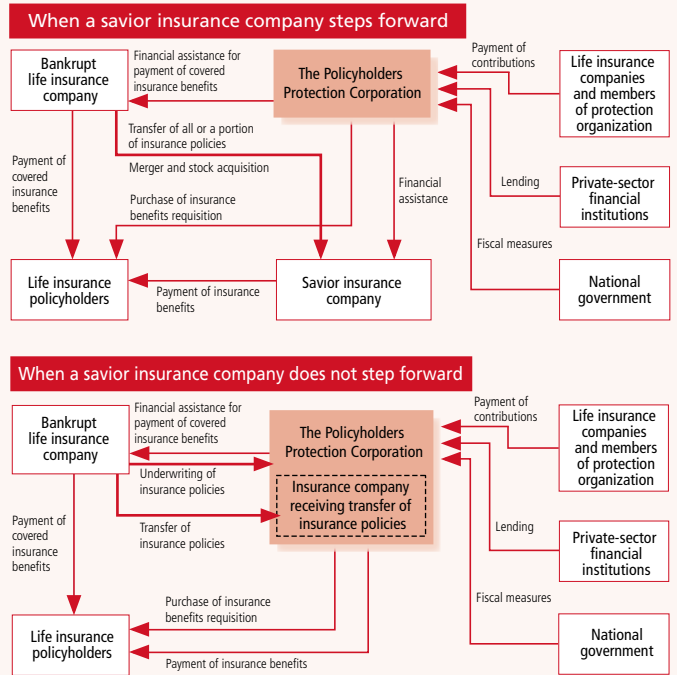 When a savior insurance company steps forward
Bankrupt
life insurance
company
Financial assistance for
payment of covered
insurance benefits
The Policyholders
Protection Corporation
Payment of
contributions
Life insurance
companies
and members
of protection
organization
Transfer of all or a portion
of insurance policies
Merger and stock acquisition
Payment of
covered
insurance
benefits
Purchase of insurance
benefits requisition
Financial
assistance
Lending
Private-sector
financial
institutions
Fiscal measures
Life insurance
policyholders
Payment of insurance
benefits
Savior insurance
company
National
government
When a savior insurance company does not step forward
Bankrupt
life insurance
company
Financial assistance for
payment of covered
insurance benefits
The Policyholders
Protection Corporation
Payment of
contributions
Life insurance
companies
and members
of protection
organization
Underwriting of
insurance policies
Insurance company
receiving transfer of
insurance policies
Payment of
covered
insurance
benefits
Transfer of
insurance policies
Lending
Private-sector
financial
institutions
Purchase of insurance
benefits requisition
Fiscal measures
Life insurance
policyholders
Payment of insurance benefits
National
government